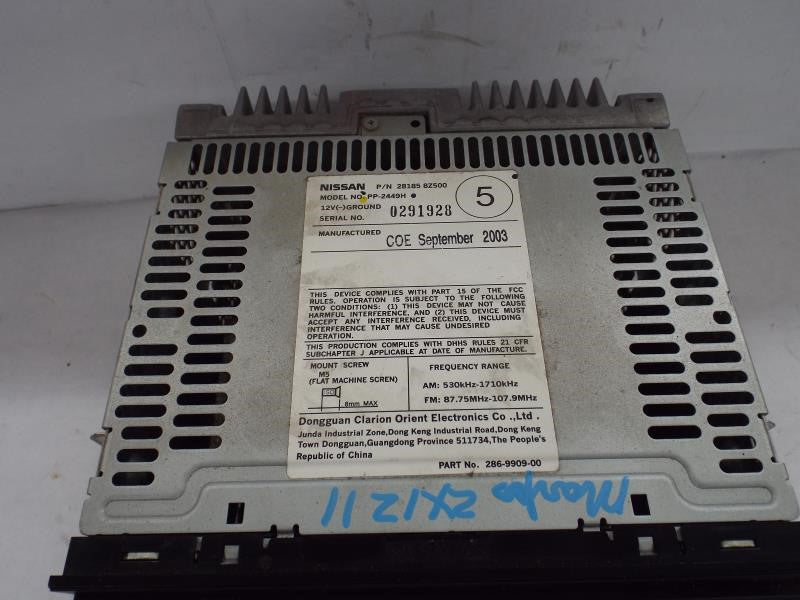 NISSAN P/N 28185 8Z500
MODEL NO. PP-2449H
12V(-)GROUND
SERIAL NO. 0291928
5
MANUFACTURED COE September 2003
THIS DEVICE COMPLIES WITH PART 15 OF THE FCC
RULES. OPERATION IS SUBJECT TO THE FOLLOWING
TWO CONDITIONS: (1) THIS DEVICE MAY NOT CAUSE
HARMFUL INTERFERENCE, AND (2) THIS DEVICE MUST
ACCEPT ANY INTERFERENCE RECEIVED, INCLUDING
INTERFERENCE THAT MAY CAUSE UNDESIRED
OPERATION.
THIS PRODUCTION COMPLIES WITH DHHS RULES 21 CFR
SUBCHAPTER J APPLICABLE AT DATE OF MANUFACTURE.
MOUNT SCREW
M5
(FLAT MACHINE SCREN)
8mm MAX
FREQUENCY RANGE
AM: 530kHz-1710kHz
FM: 87.75MHz-107.9MHz
Dongguan Clarion Orient Electronics Co .,Ltd .
Junda Industrial Zone,Dong Keng Industrial Road,Dong Keng
Town Dongguan,Guangdong Province 511734,The People's
Republic of China
PART No. 286-9909-00